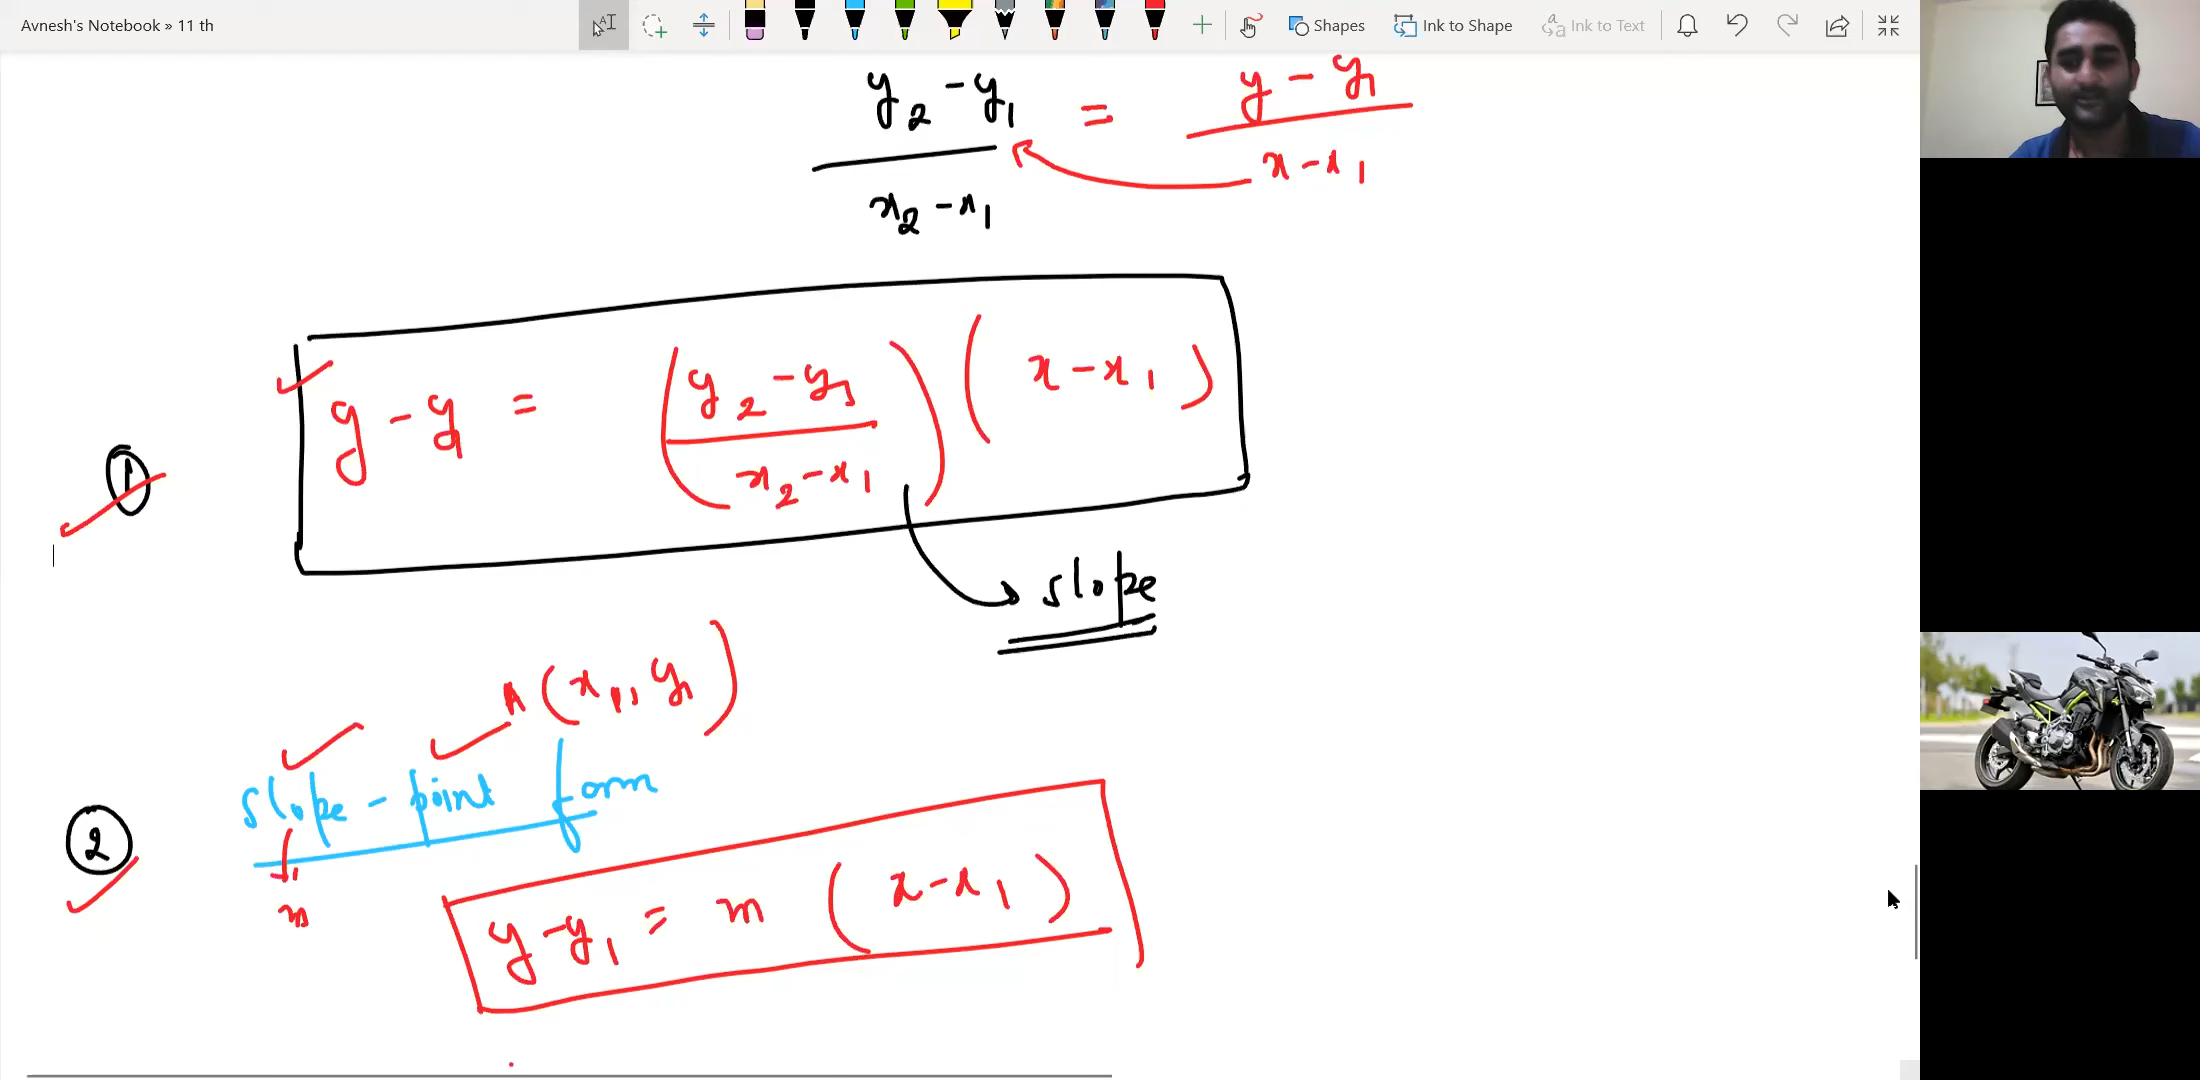 Avnesh's Notebook » 11 th
Shapes
Ink to Shape
Ink to Text
y₂ - y₁ / x₂ - x₁ = y - y₁ / x - x₁
① y - y₁ = (y₂ - y₁ / x₂ - x₁) (x - x₁)
slope
A (x₁, y₁)
② slope - point form
m
y - y₁ = m (x - x₁)